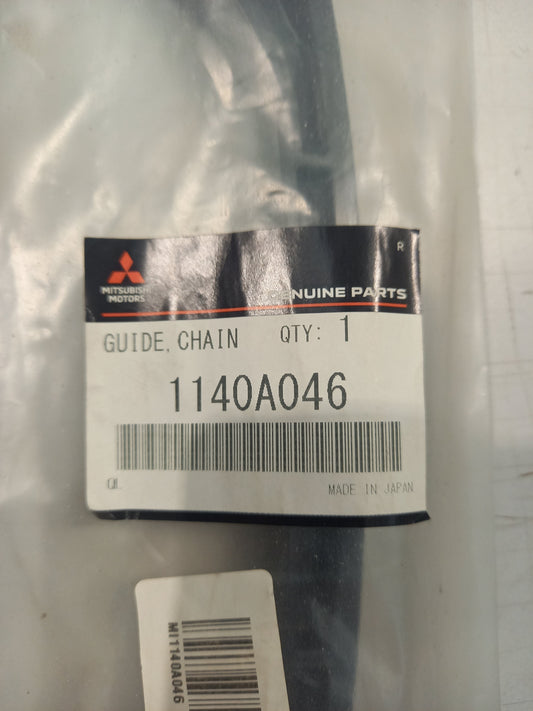 R
MITSUBISHI
MOTORS
GENUINE PARTS
GUIDE, CHAIN QTY: 1
1140A046
QL
MADE IN JAPAN
MI1140A046